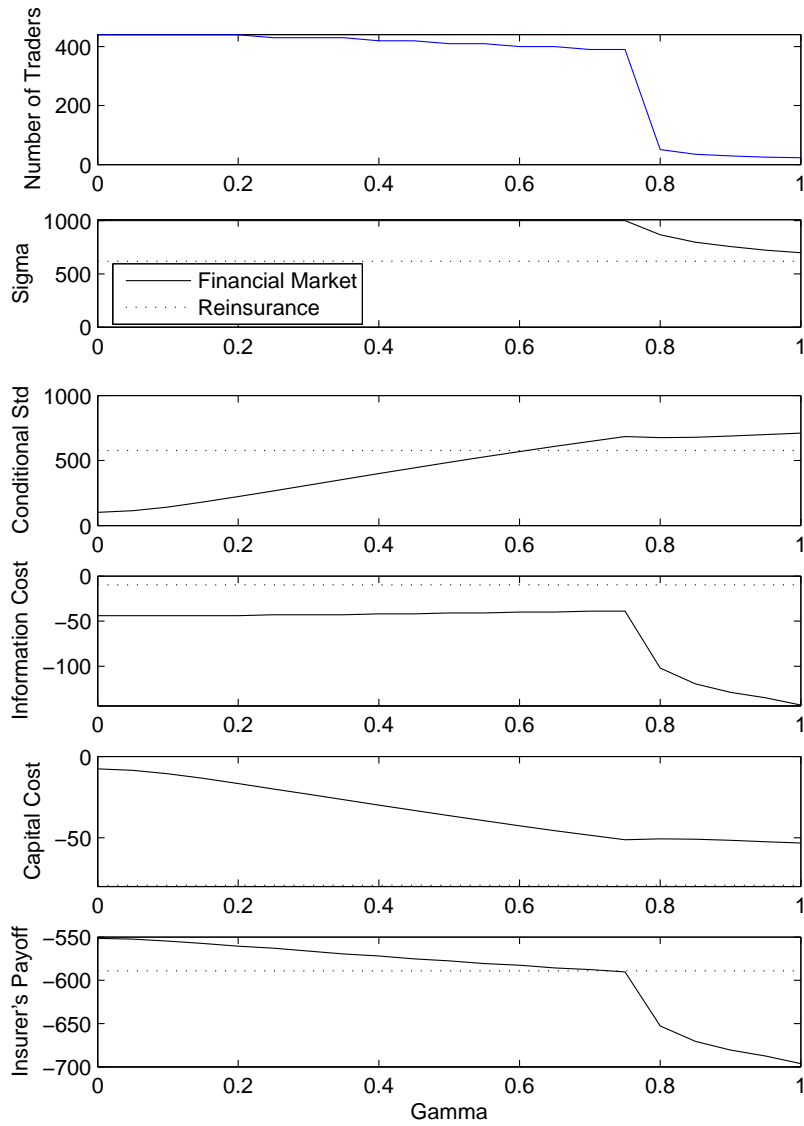 Number of Traders
400
200
0
0 0.2 0.4 0.6 0.8 1
Sigma
1000
500
0
Financial Market
Reinsurance
0 0.2 0.4 0.6 0.8 1
Conditional Std
1000
500
0
0 0.2 0.4 0.6 0.8 1
Information Cost
0
−50
−100
0 0.2 0.4 0.6 0.8 1
Capital Cost
0
−50
0 0.2 0.4 0.6 0.8 1
Insurer's Payoff
−550
−600
−650
−700
0 0.2 0.4 0.6 0.8 1
Gamma